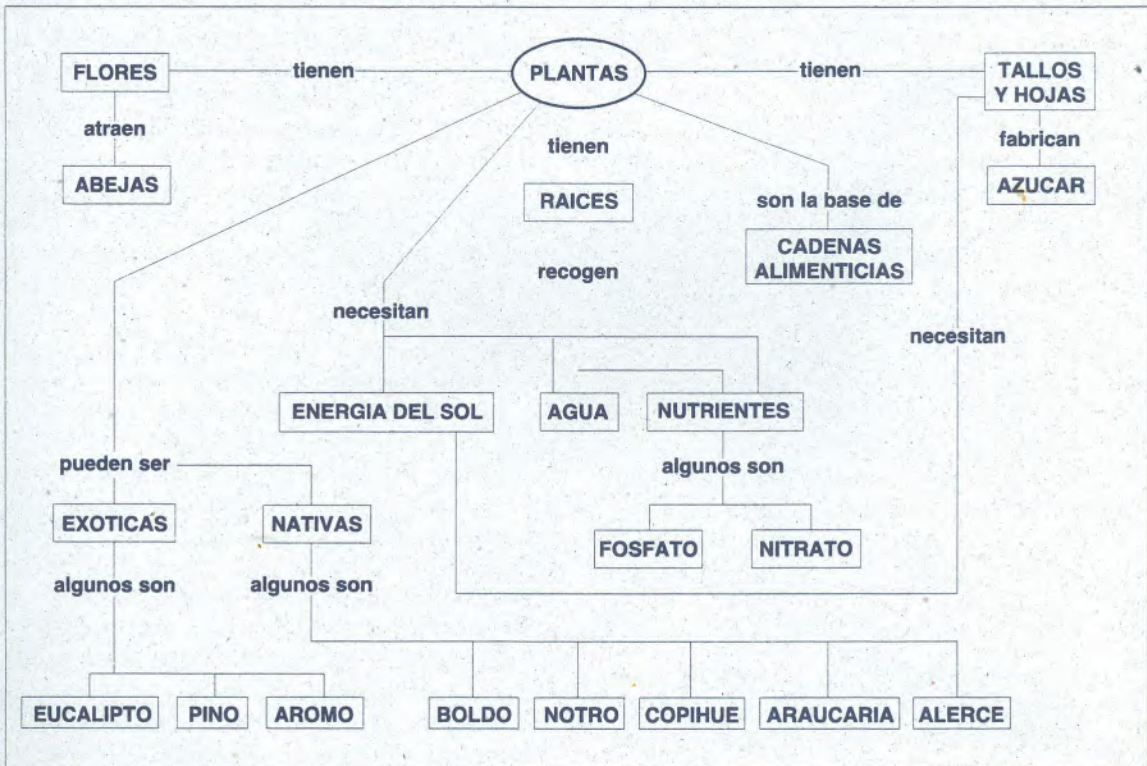 FLORES
tienen
PLANTAS
tienen
TALLOS
Y HOJAS
atraen
tienen
fabrican
ABEJAS
RAICES
son la base de
AZUCAR
CADENAS
ALIMENTICIAS
recogen
necesitan
necesitan
ENERGIA DEL SOL
AGUA
NUTRIENTES
pueden ser
algunos son
EXOTICAS
NATIVAS
FOSFATO
NITRATO
algunos son
algunos son
EUCALIPTO
PINO
AROMO
BOLDO
NOTRO
COPIHUE
ARAUCARIA
ALERCE